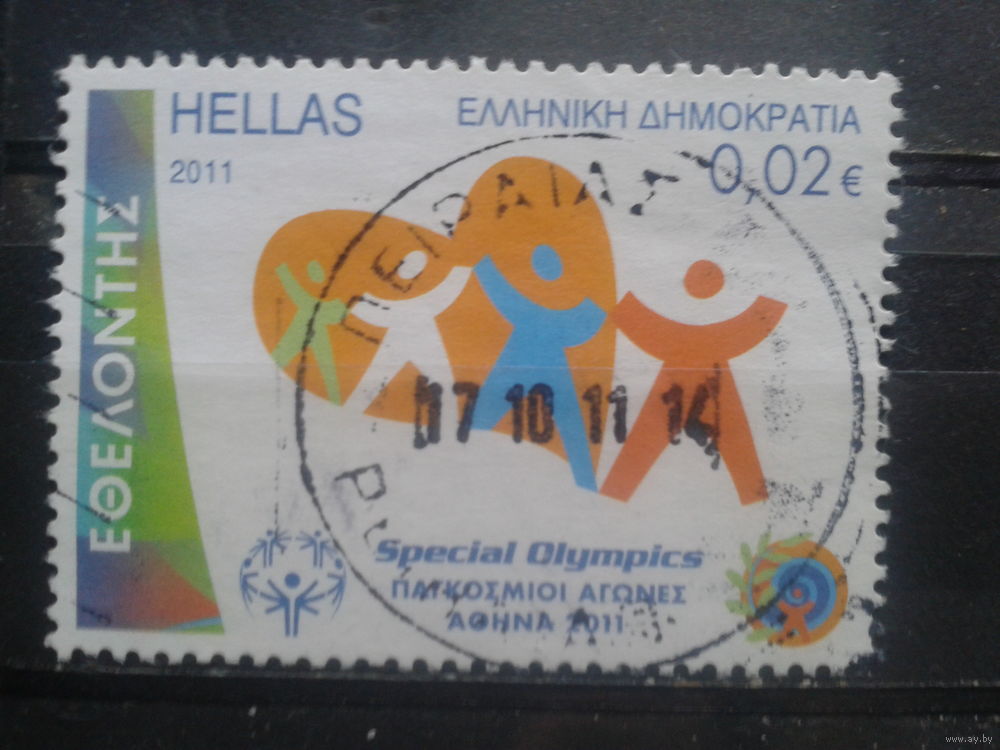 HELLAS
ΕΛΛΗΝΙΚΗ ΔΗΜΟΚΡΑΤΙΑ
2011
0,02€
ΕΘΕΛΟΝΤΗΣ
ΠΕΙΡΑΙΑΣ
17 10 11 14
Special Olympics
ΠΑΓΚΟΣΜΙΟΙ ΑΓΩΝΕΣ
ΑΘΗΝΑ 2011
www.ay.by